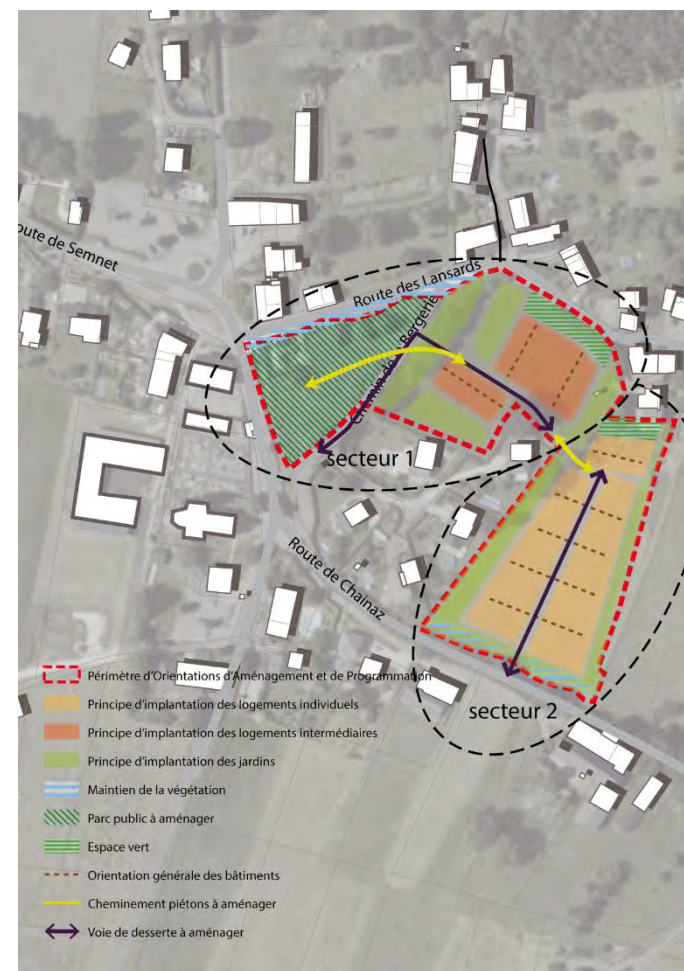 Route des Lansards
oute de Semnet
Chemin de Bergerie
secteur 1
Route de Chainaz
secteur 2
Périmètre d'Orientations d'Aménagement et de Programmation
Principe d'implantation des logements individuels
Principe d'implantation des logements intermédiaires
Principe d'implantation des jardins
Maintien de la végétation
Parc public à aménager
Espace vert
Orientation générale des bâtiments
Cheminement piétons à aménager
Voie de desserte à aménager